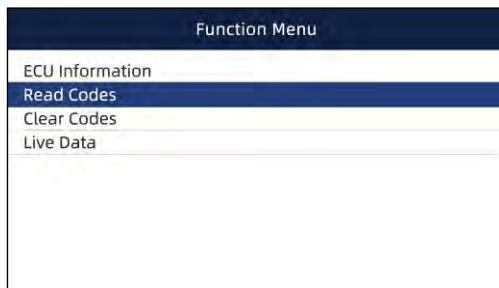 Function Menu
ECU Information
Read Codes
Clear Codes
Live Data